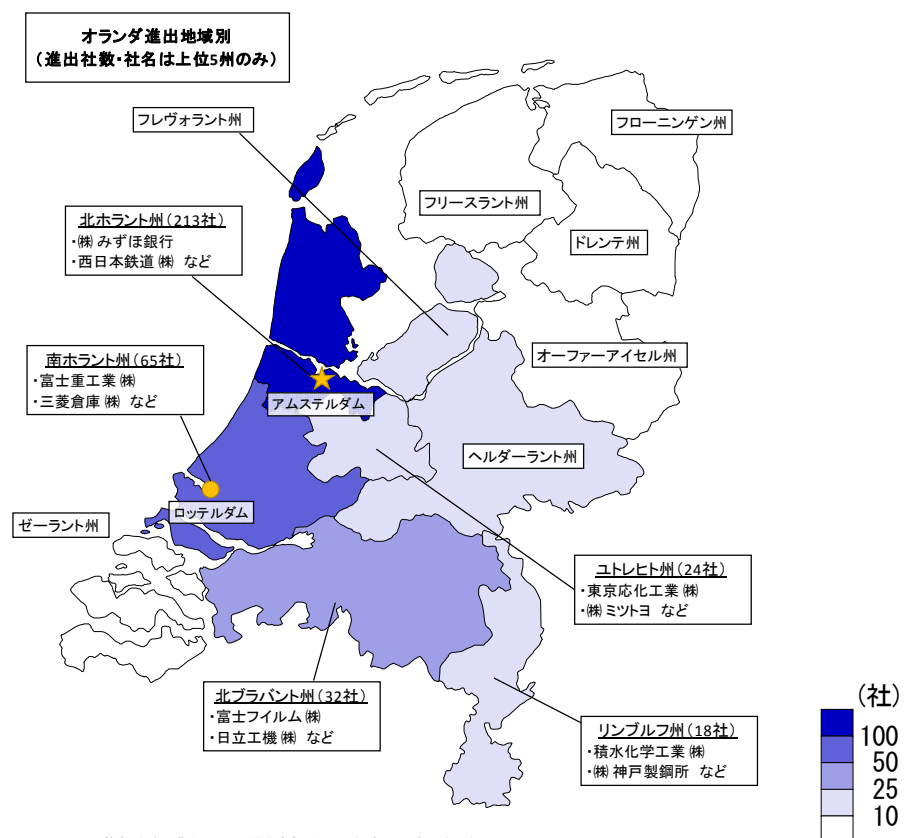 オランダ進出地域別
(進出社数・社名は上位5州のみ)
フレヴォラント州
フローニンゲン州
フリースラント州
北ホラント州(213社)
・㈱みずほ銀行
・西日本鉄道㈱ など
ドレンテ州
オーファーアイセル州
南ホラント州(65社)
・富士重工業㈱
・三菱倉庫㈱ など
アムステルダム
ヘルダーラント州
ロッテルダム
ゼーラント州
ユトレヒト州(24社)
・東京応化工業㈱
・㈱ミツトヨ など
北ブラバント州(32社)
・富士フイルム㈱
・日立工機㈱ など
リンブルフ州(18社)
・積水化学工業㈱
・㈱神戸製鋼所 など
(社)
100
50
25
10